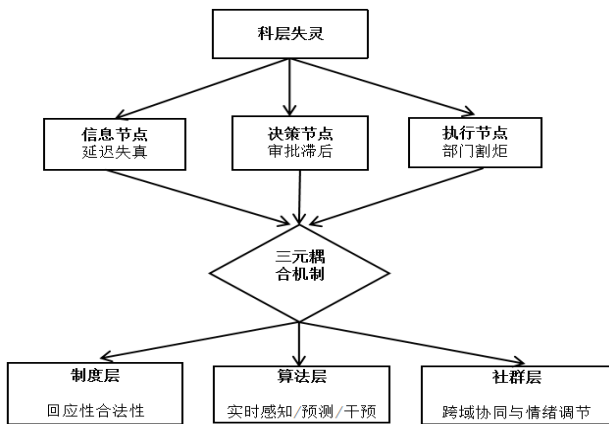 科层失灵
信息节点
延迟失真
决策节点
审批滞后
执行节点
部门割炬
三元耦
合机制
制度层
回应性合法性
算法层
实时感知/预测/干预
社群层
跨域协同与情绪调节